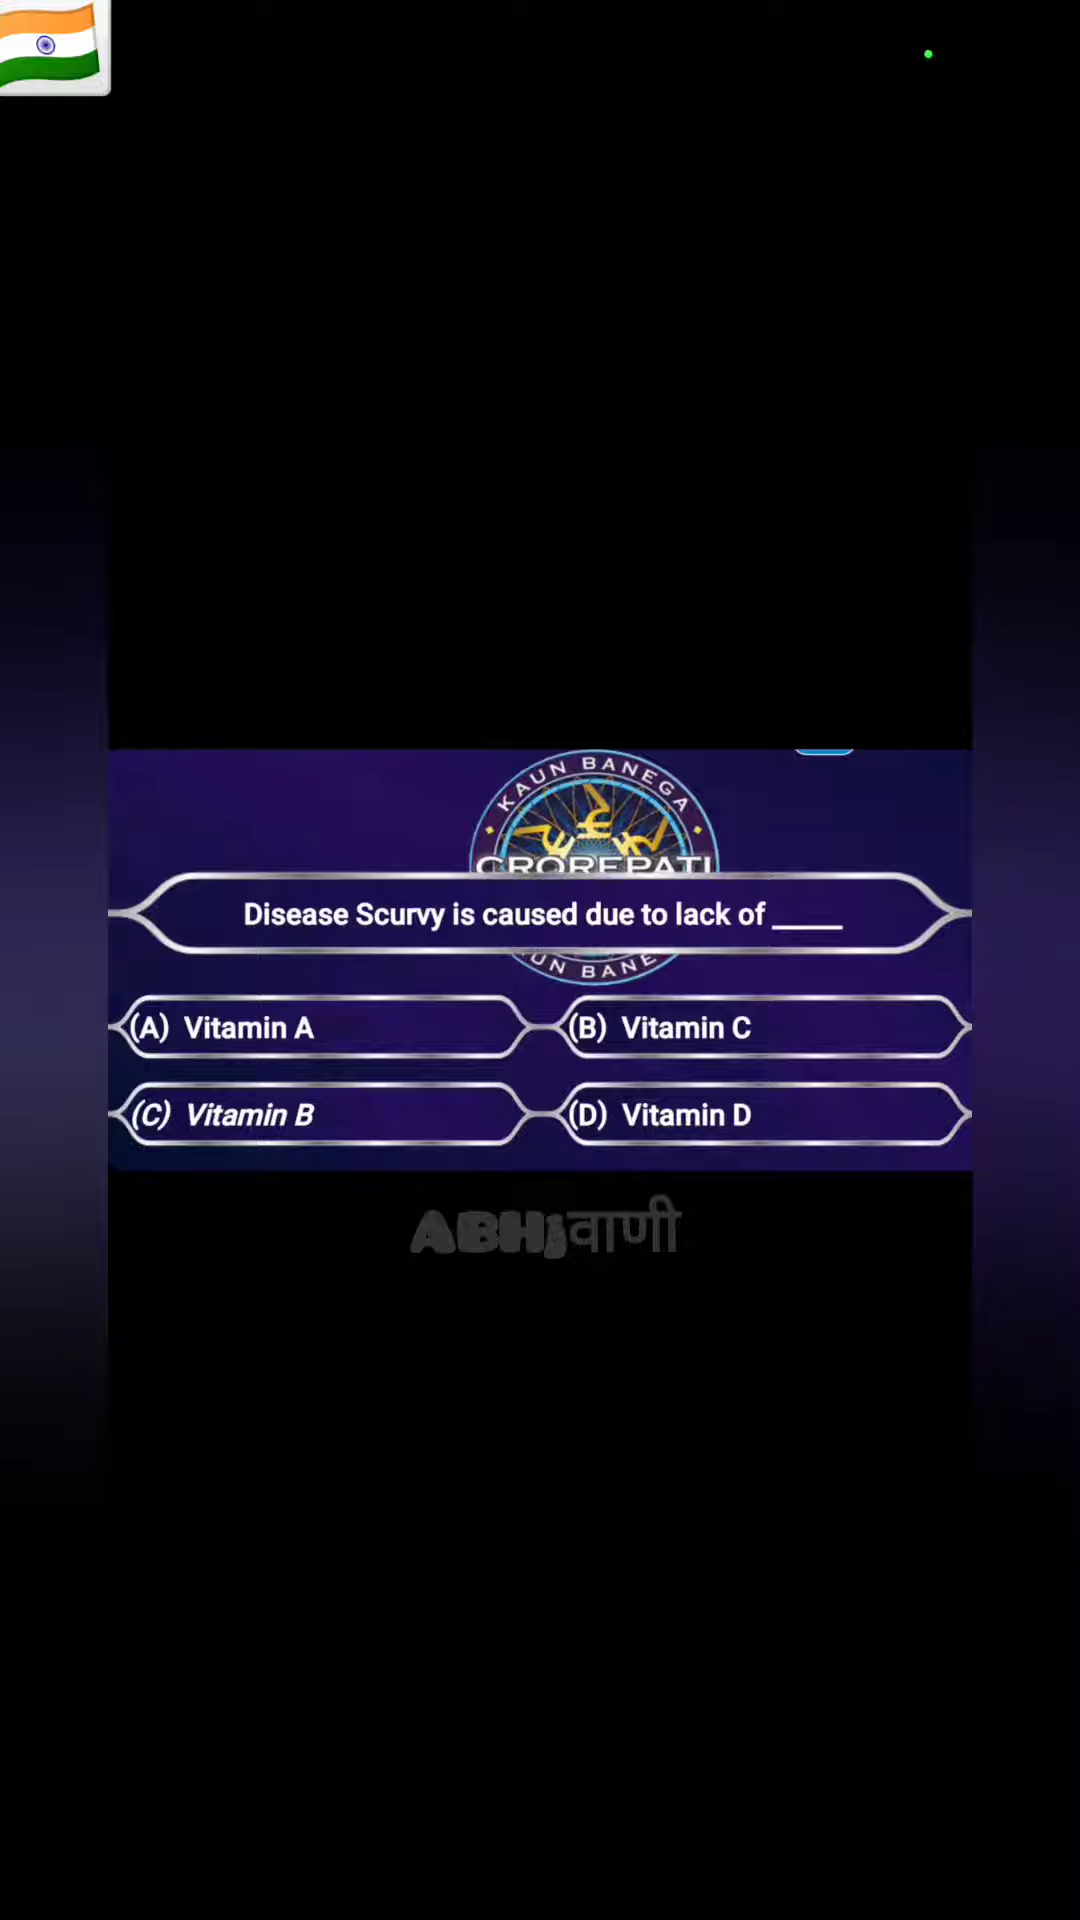 KAUN BANEGA
CROREPATI
Disease Scurvy is caused due to lack of _____
UN BANE
(A) Vitamin A
(B) Vitamin C
(C) Vitamin B
(D) Vitamin D
ABHiवाणी